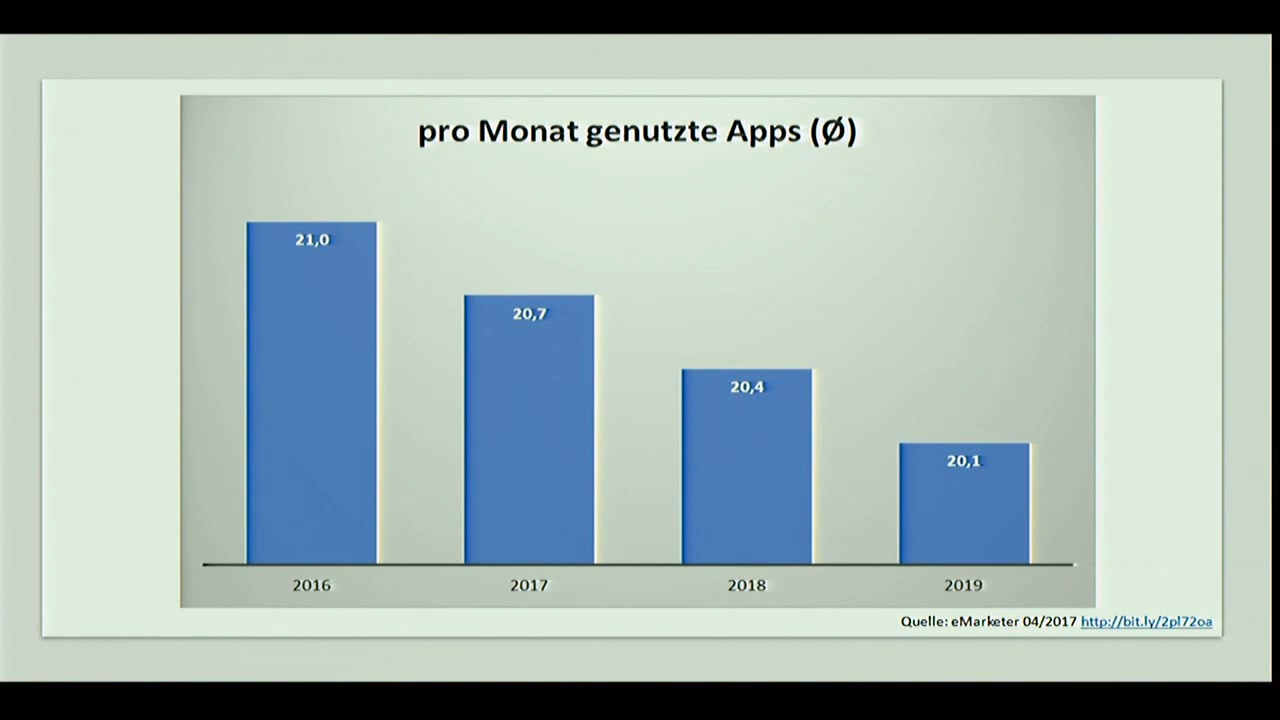 pro Monat genutzte Apps (Ø)
21,0
20,7
20,4
20,1
2016 2017 2018 2019
Quelle: eMarketer 04/2017 http://bit.ly/2pl72oa